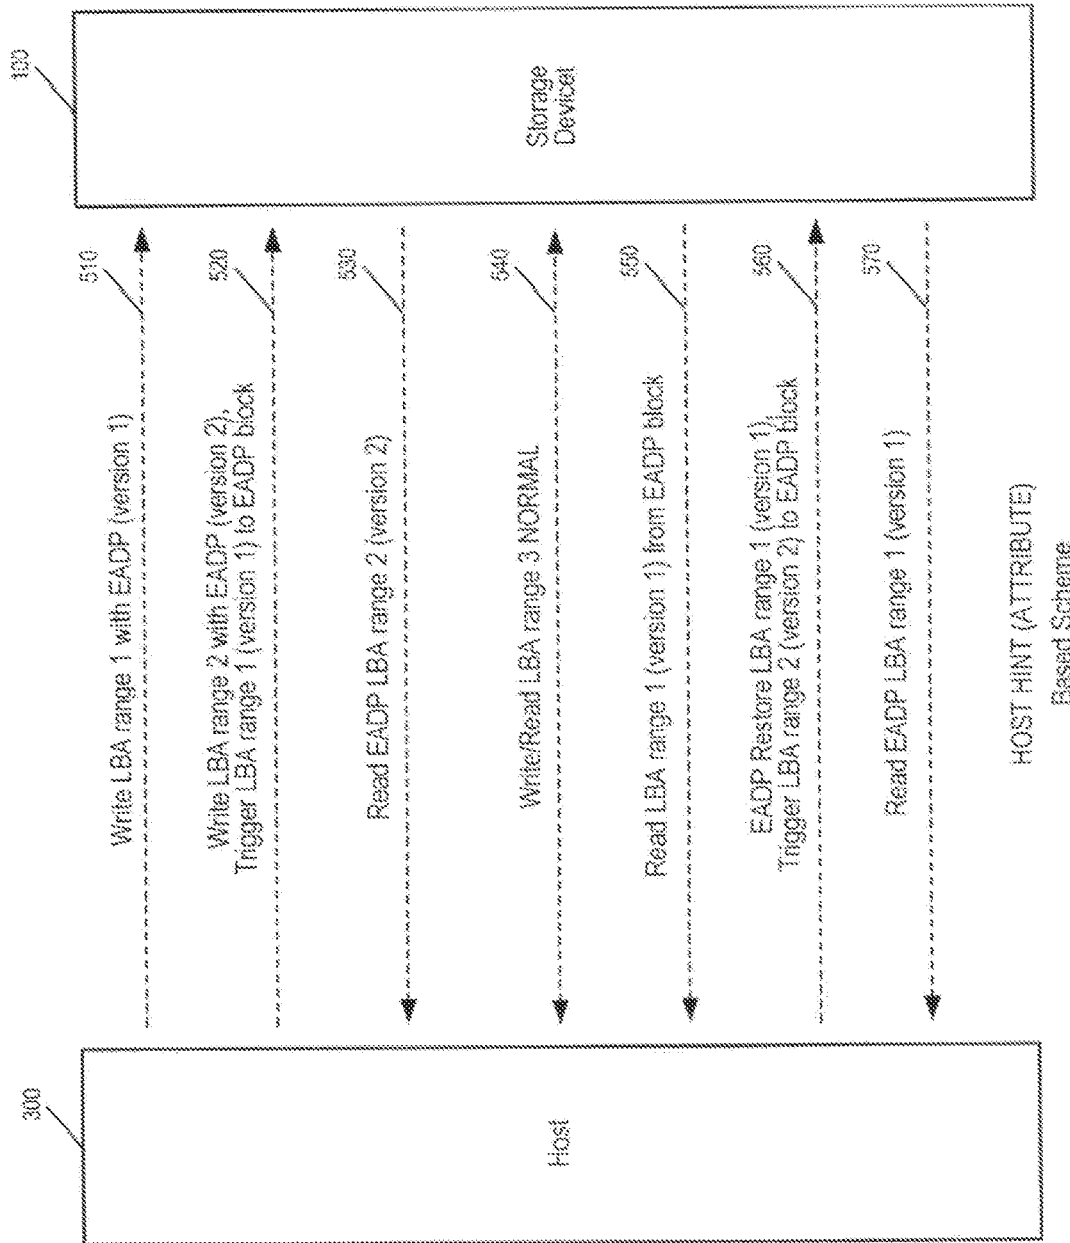 300
Host
100
Storage
Devicet
Write LBA range 1 with EADP (version 1)
510
Write LBA range 2 with EADP (version 2),
Trigger LBA range 1 (version 1) to EADP block
520
Read EADP LBA range 2 (version 2)
530
Write/Read LBA range 3 NORMAL
540
Read LBA range 1 (version 1) from EADP block
550
EADP Restore LBA range 1 (version 1),
Trigger LBA range 2 (version 2) to EADP block
560
Read EADP LBA range 1 (version 1)
570
HOST HINT (ATTRIBUTE)
Based Scheme